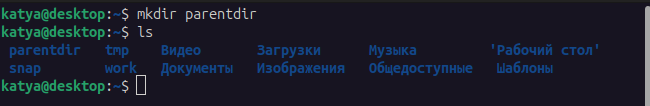 katya@desktop:~$ mkdir parentdir
katya@desktop:~$ ls
parentdir tmp Видео Загрузки Музыка 'Рабочий стол'
snap work Документы Изображения Общедоступные Шаблоны
katya@desktop:~$